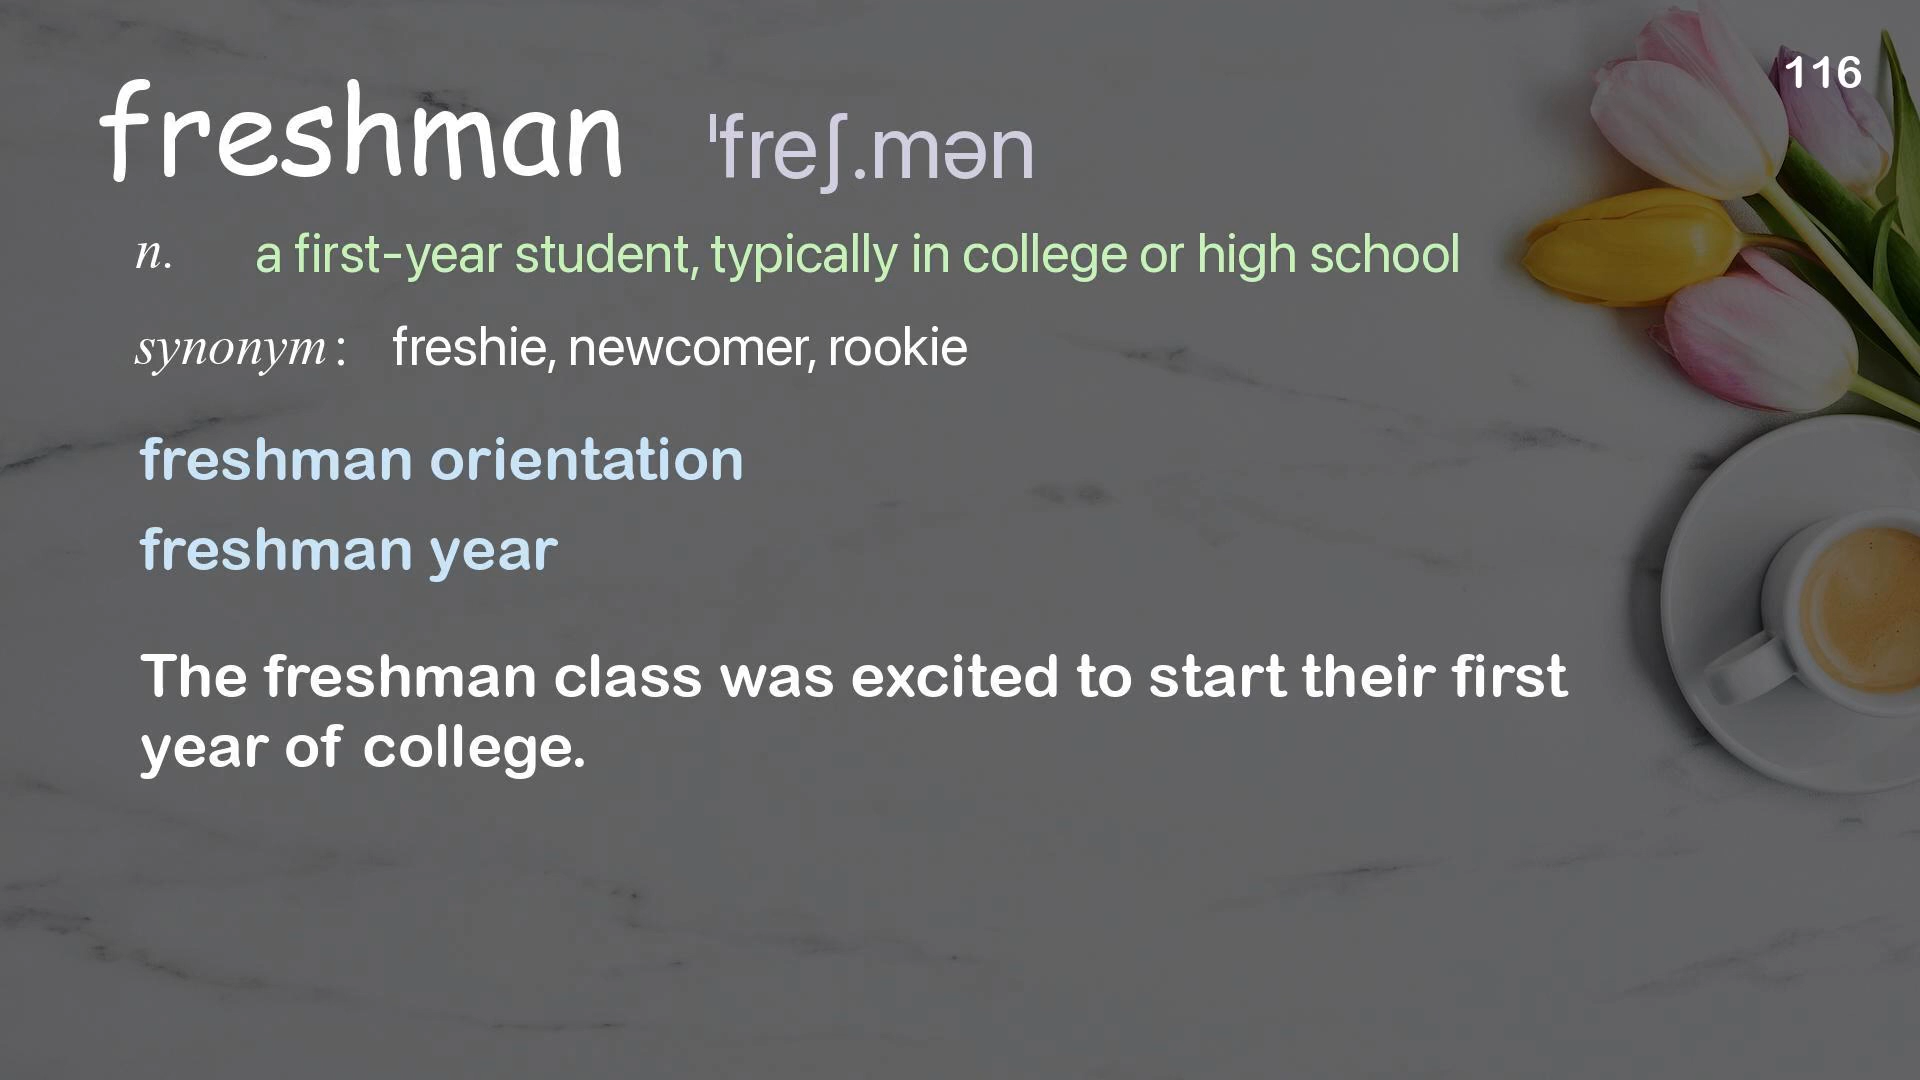 116
freshman ˈfreʃ.mən
n. a first-year student, typically in college or high school
synonym: freshie, newcomer, rookie
freshman orientation
freshman year
The freshman class was excited to start their first
year of college.